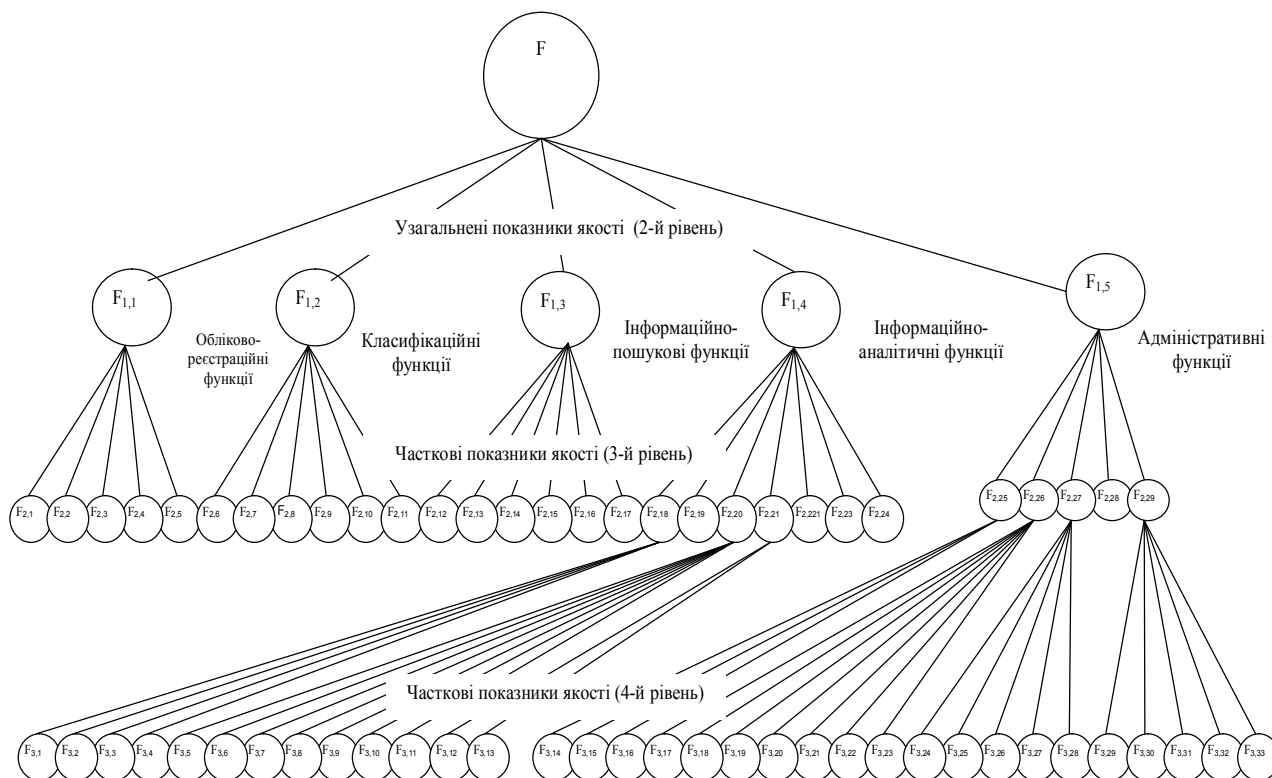 F
Узагальнені показники якості (2-й рівень)
F1,1
F1,2
F1,3
F1,4
F1,5
Обліково-
реєстраційні
функції
Класифікаційні
функції
Інформаційно-
пошукові функції
Інформаційно-
аналітичні функції
Адміністративні
функції
Часткові показники якості (3-й рівень)
F2,1
F2,2
F2,3
F2,4
F2,5
F2,6
F2,7
F2,8
F2,9
F2,10
F2,11
F2,12
F2,13
F2,14
F2,15
F2,16
F2,17
F2,18
F2,19
F2,20
F2,21
F2,221
F2,23
F2,24
F2,25
F2,26
F2,27
F2,28
F2,29
Часткові показники якості (4-й рівень)
F3,1
F3,2
F3,3
F3,4
F3,5
F3,6
F3,7
F3,8
F3,9
F3,10
F3,11
F3,12
F3,13
F3,14
F3,15
F3,16
F3,17
F3,18
F3,19
F3,20
F3,21
F3,22
F3,23
F3,24
F3,25
F3,26
F3,27
F3,28
F3,29
F3,30
F3,31
F3,32
F3,33